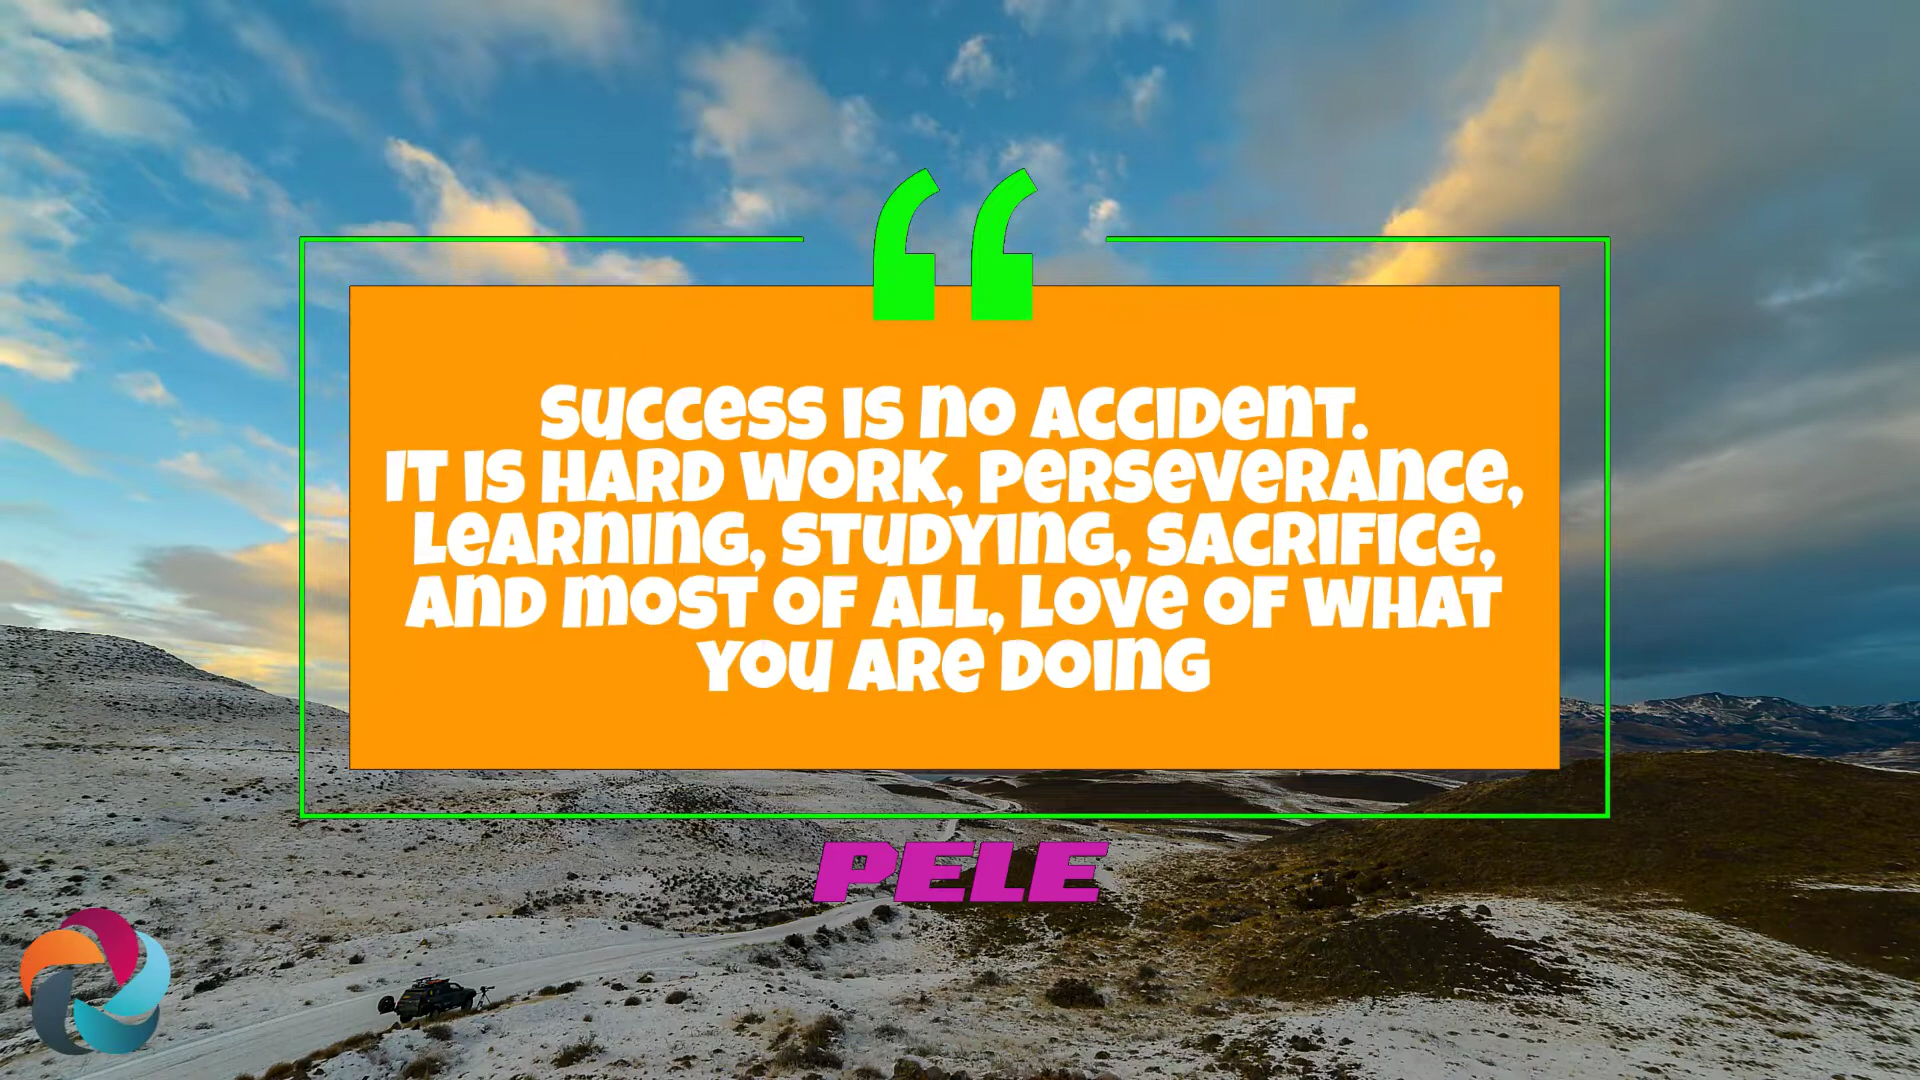 “
Success is no accident.
It is hard work, perseverance,
learning, studying, sacrifice,
and most of all, love of what
you are doing
PELE